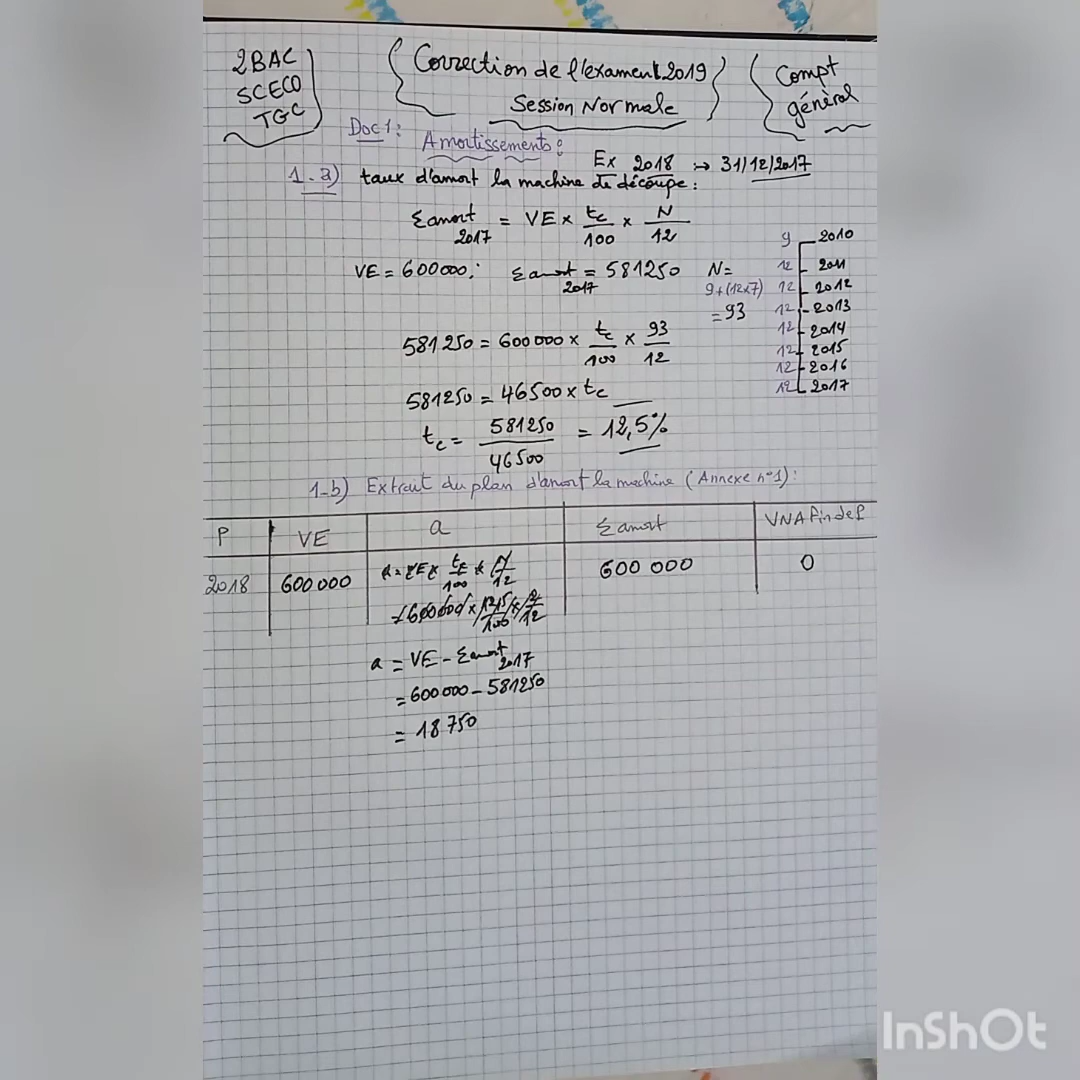 2BAC
SCECO
TGC
Correction de l'examen 2019
Session Normale
Compt
général
Doc 1:
Amortissements:
Ex 2018 → 31/12/2017
1-a) taux d'amort la machine de découpe:
Σamort 2017 = VE × tc/100 × N/12
VE = 600000; Σamort 2017 = 581250
N=
9+(12×7)
= 93
9 2010
12 2011
12 2012
12 2013
12 2014
12 2015
12 2016
12 2017
581250 = 600000 × tc/100 × 93/12
581250 = 46500 × tc
tc = 581250/46500 = 12,5%
1-b) Extrait du plan d'amort la machine (Annexe n°1):
P VE a Σamort VNA fin de P
2018 600000 600 000 0
a = VE - Σamort 2017
= 600000 - 581250
= 18750
InShOt